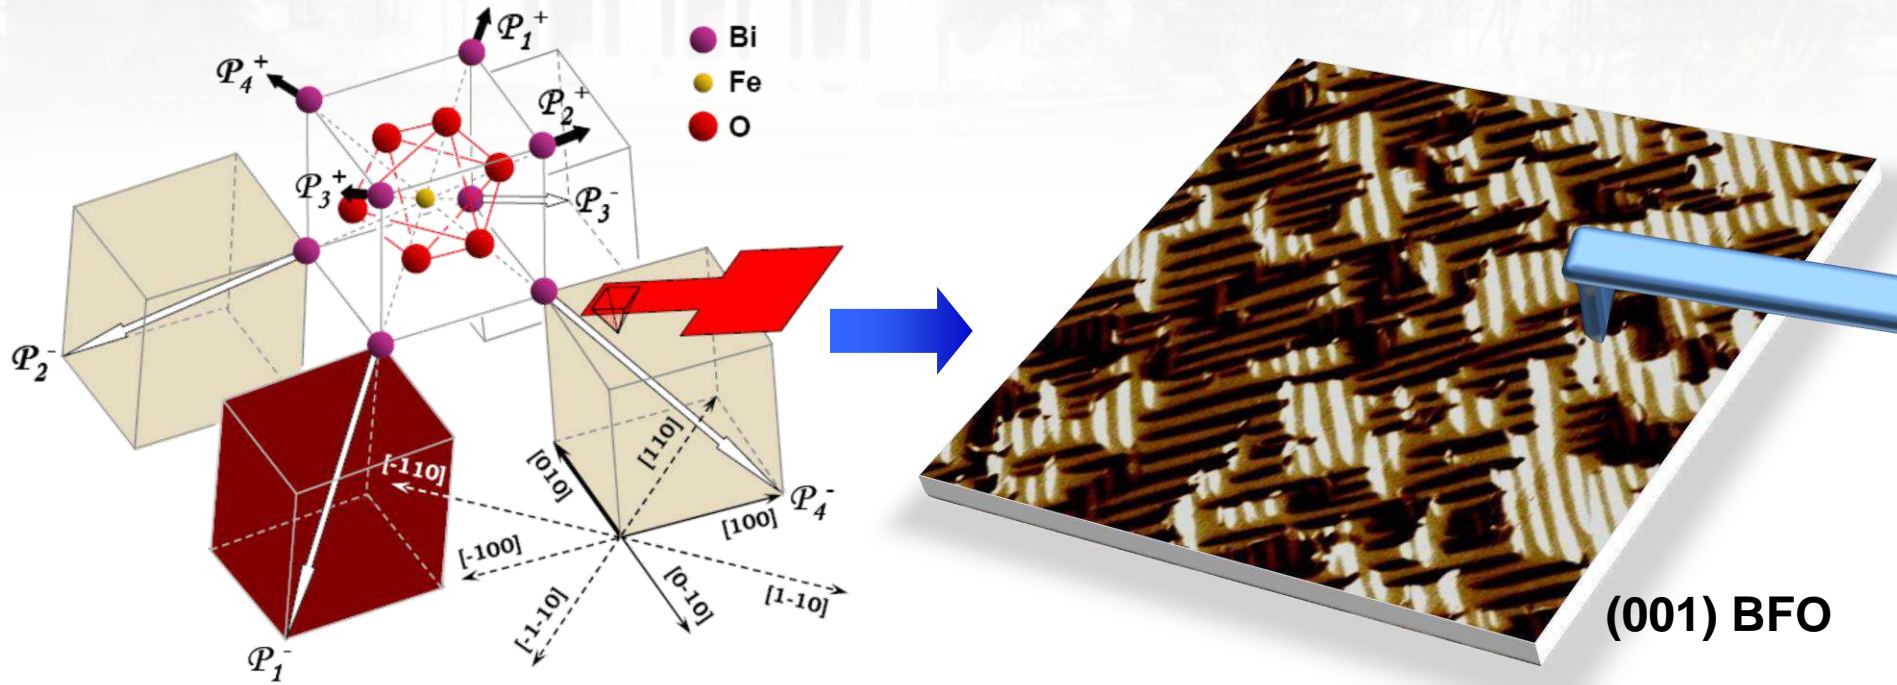 P₁⁺
Bi
P₄⁺
Fe
P₂⁺
O
P₃⁺
P₃⁻
P₂⁻
[-110]
[010]
[110]
P₄⁻
[100]
[-100]
[0-10]
[1-10]
[-1-10]
P₁⁻
(001) BFO